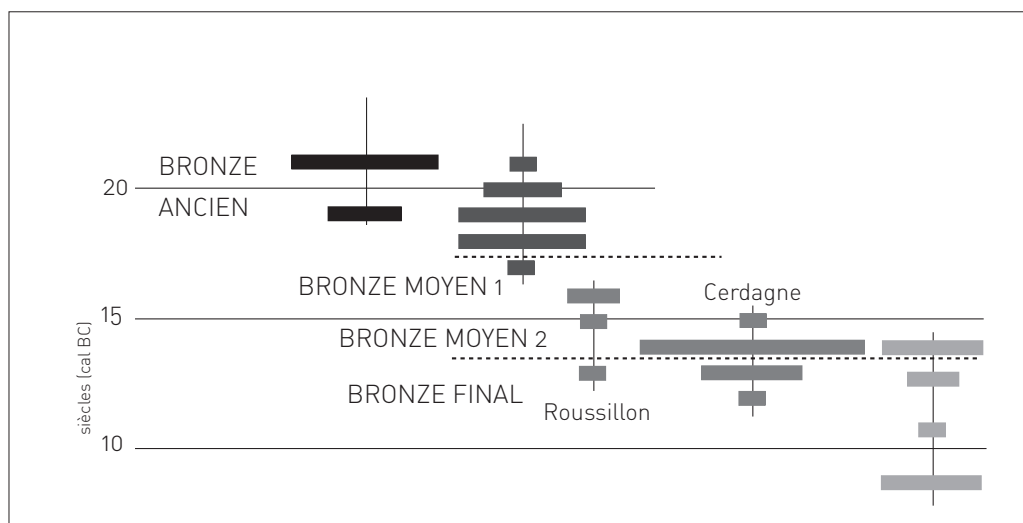 BRONZE
20
ANCIEN
BRONZE MOYEN 1
Cerdagne
15
BRONZE MOYEN 2
BRONZE FINAL
Roussillon
10
siècles (cal BC)